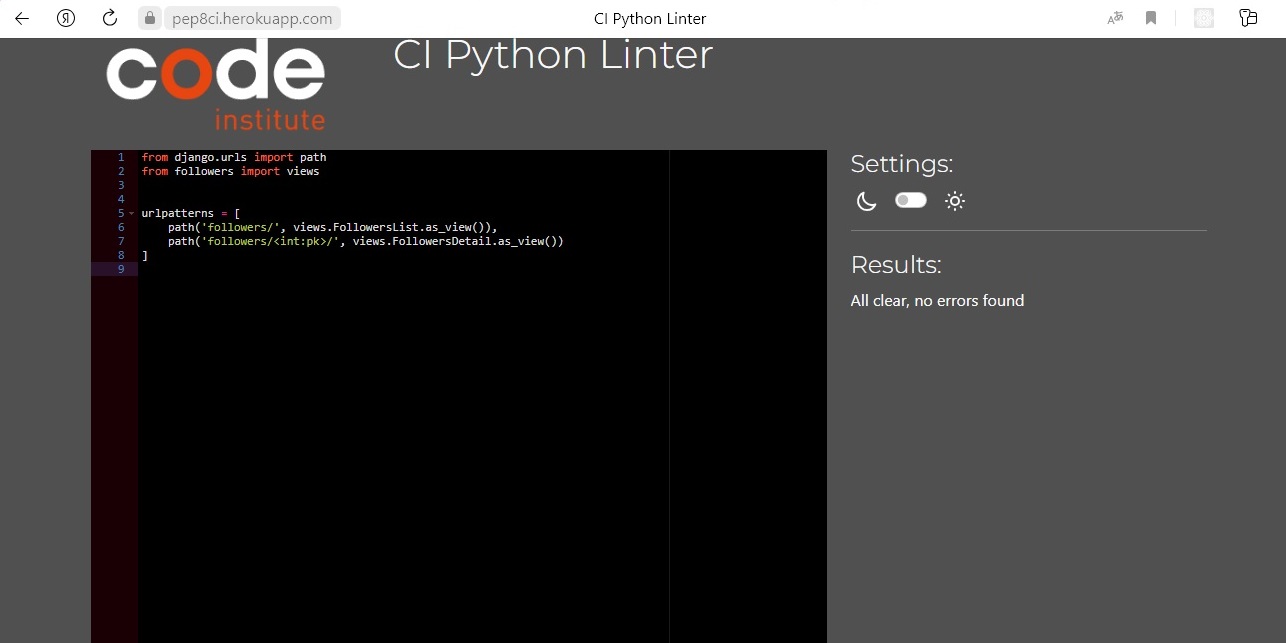 pep8ci.herokuapp.com
CI Python Linter
code
institute
CI Python Linter
1 from django.urls import path
2 from followers import views
3
4
5 urlpatterns = [
6     path('followers/', views.FollowersList.as_view()),
7     path('followers/<int:pk>/', views.FollowersDetail.as_view())
8 ]
9
Settings:
Results:
All clear, no errors found